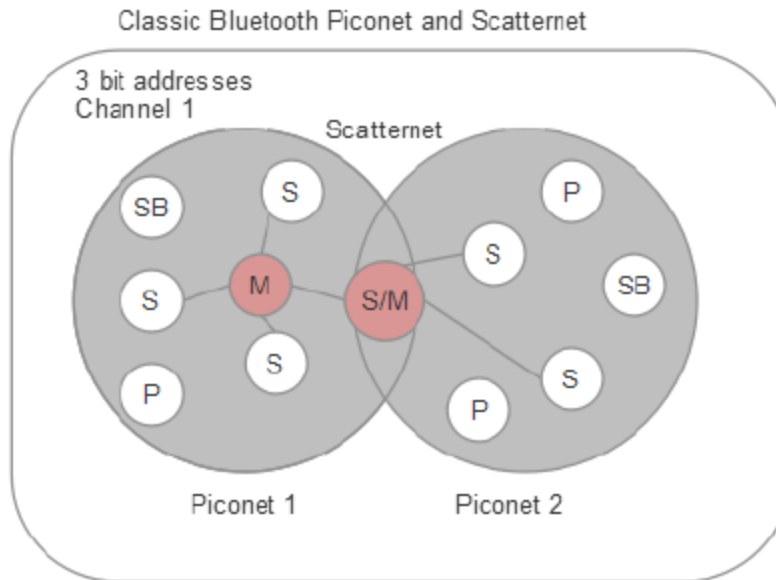 Classic Bluetooth Piconet and Scatternet
3 bit addresses
Channel 1
Scatternet
SB
S
P
S
M
S
S/M
SB
S
P
S
P
Piconet 1
Piconet 2